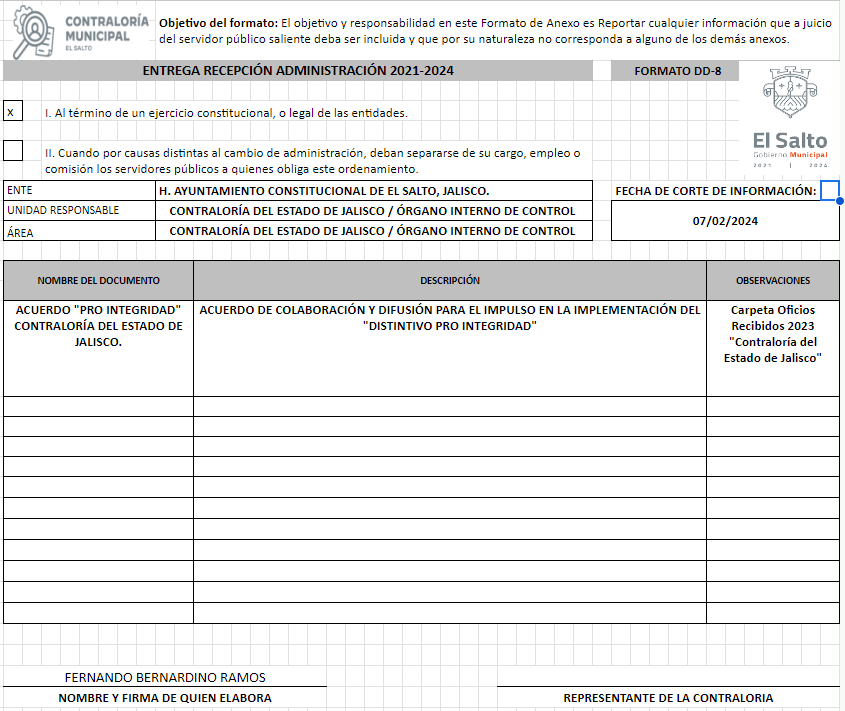 CONTRALORÍA
MUNICIPAL
EL SALTO
Objetivo del formato: El objetivo y responsabilidad en este Formato de Anexo es Reportar cualquier información que a juicio
del servidor público saliente deba ser incluida y que por su naturaleza no corresponda a alguno de los demás anexos.
ENTREGA RECEPCIÓN ADMINISTRACIÓN 2021-2024
FORMATO DD-8
x
I. Al término de un ejercicio constitucional, o legal de las entidades.
El Salto
Gobierno Municipal
2021 | 2024
II. Cuando por causas distintas al cambio de administración, deban separarse de su cargo, empleo o
comisión los servidores públicos a quienes obliga este ordenamiento.
ENTE
H. AYUNTAMIENTO CONSTITUCIONAL DE EL SALTO, JALISCO.
FECHA DE CORTE DE INFORMACIÓN:
UNIDAD RESPONSABLE
CONTRALORÍA DEL ESTADO DE JALISCO / ÓRGANO INTERNO DE CONTROL
07/02/2024
ÁREA
CONTRALORÍA DEL ESTADO DE JALISCO / ÓRGANO INTERNO DE CONTROL
NOMBRE DEL DOCUMENTO
DESCRIPCIÓN
OBSERVACIONES
ACUERDO "PRO INTEGRIDAD"
CONTRALORÍA DEL ESTADO DE
JALISCO.
ACUERDO DE COLABORACIÓN Y DIFUSIÓN PARA EL IMPULSO EN LA IMPLEMENTACIÓN DEL
"DISTINTIVO PRO INTEGRIDAD"
Carpeta Oficios
Recibidos 2023
"Contraloría del
Estado de Jalisco"
FERNANDO BERNARDINO RAMOS
NOMBRE Y FIRMA DE QUIEN ELABORA
REPRESENTANTE DE LA CONTRALORIA